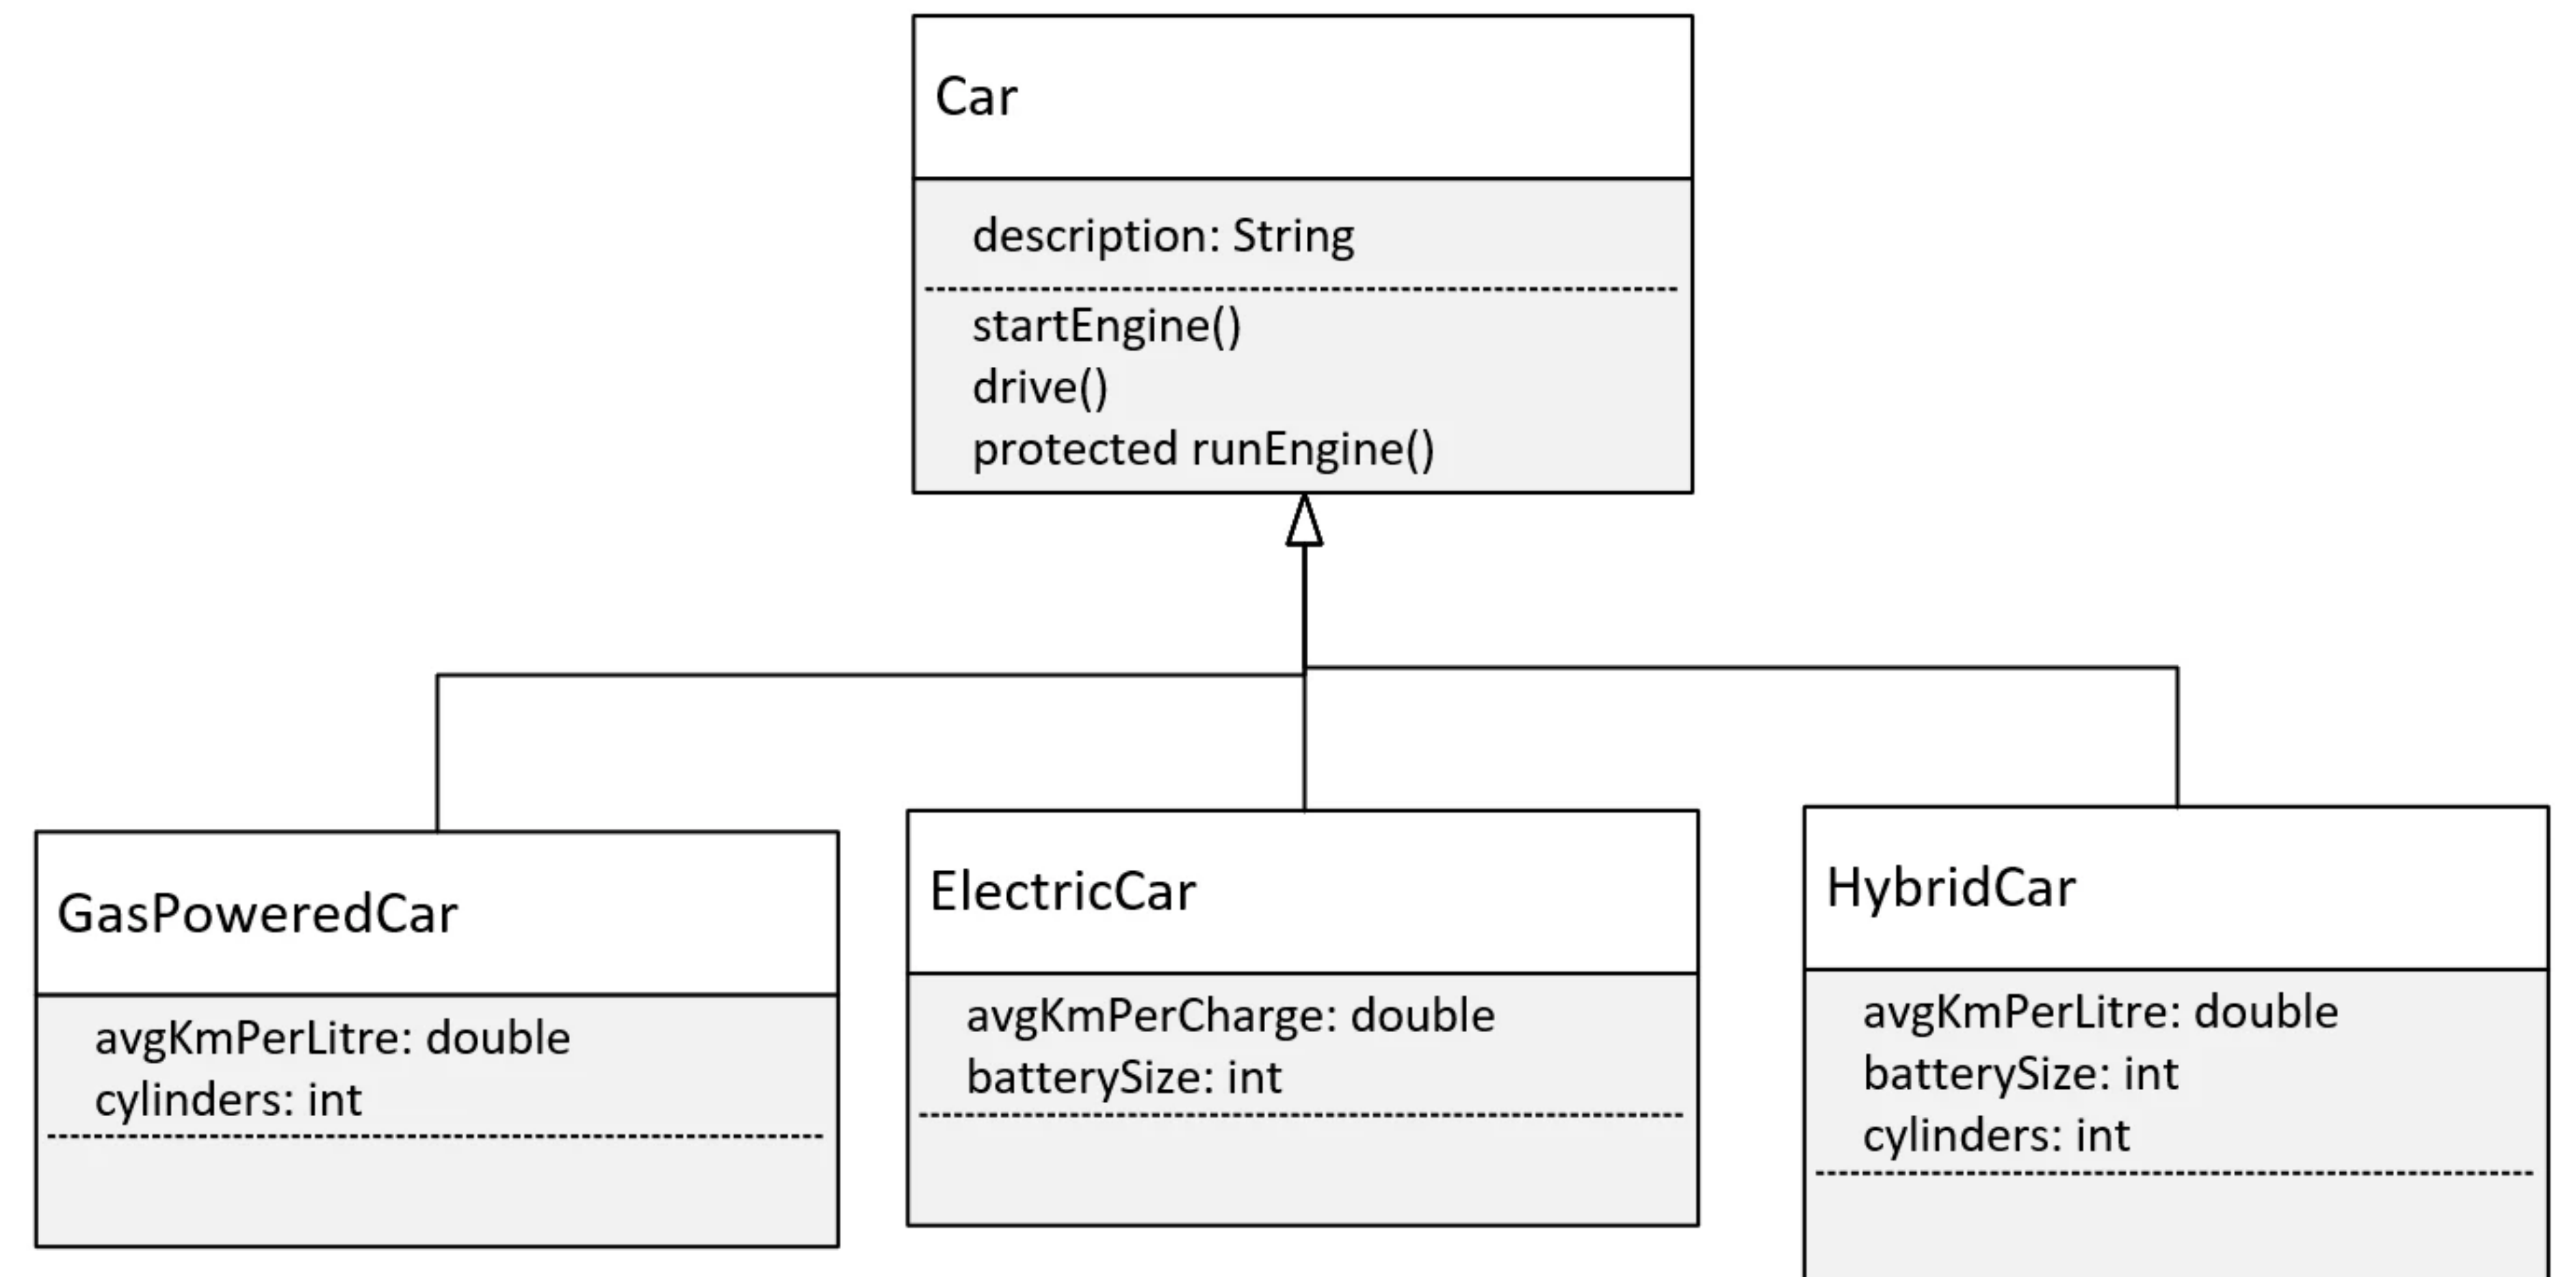 Car
description: String
startEngine()
drive()
protected runEngine()
GasPoweredCar
avgKmPerLitre: double
cylinders: int
ElectricCar
avgKmPerCharge: double
batterySize: int
HybridCar
avgKmPerLitre: double
batterySize: int
cylinders: int